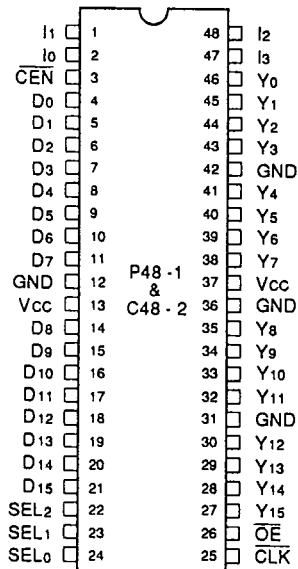 I1 1 48 I2
I0 2 47 I3
CEN 3 46 Y0
D0 4 45 Y1
D1 5 44 Y2
D2 6 43 Y3
D3 7 42 GND
D4 8 41 Y4
D5 9 40 Y5
D6 10 39 Y6
D7 11 38 Y7
P48-1
&
C48-2
GND 12 37 VCC
VCC 13 36 GND
D8 14 35 Y8
D9 15 34 Y9
D10 16 33 Y10
D11 17 32 Y11
D12 18 31 GND
D13 19 30 Y12
D14 20 29 Y13
D15 21 28 Y14
SEL2 22 27 Y15
SEL1 23 26 OE
SEL0 24 25 CLK